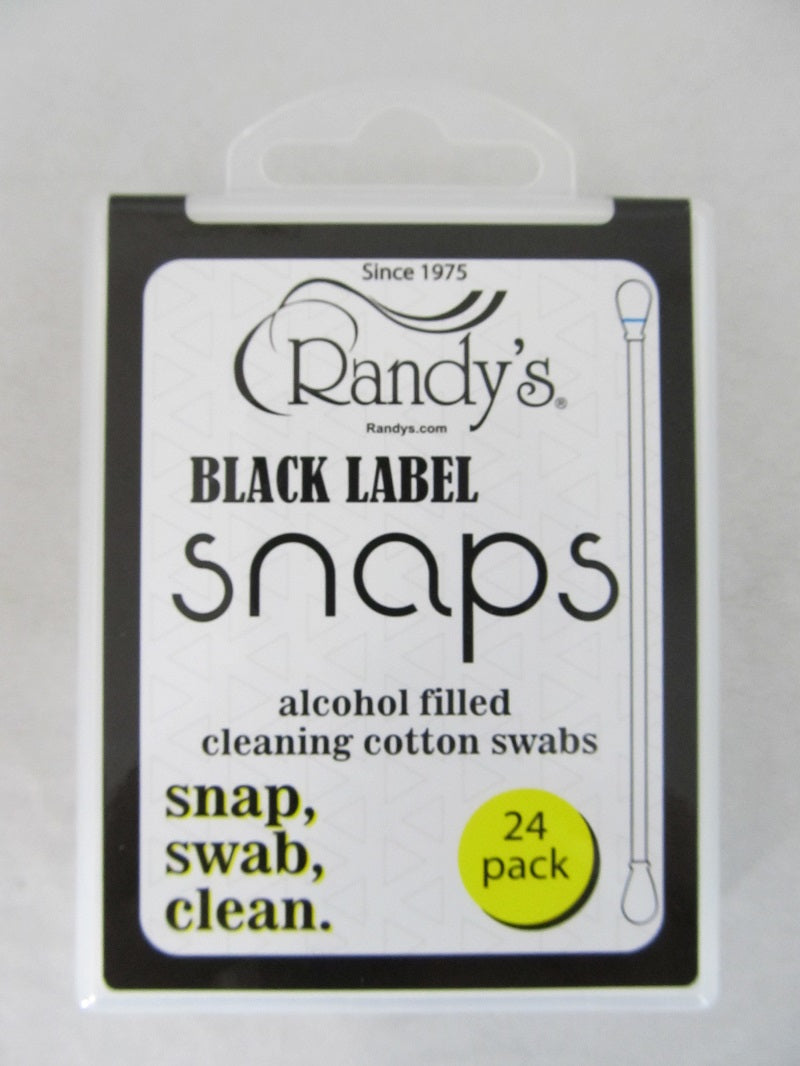 Since 1975
Randy's®
Randys.com
BLACK LABEL
snaps
alcohol filled
cleaning cotton swabs
snap,
swab,
clean.
24
pack